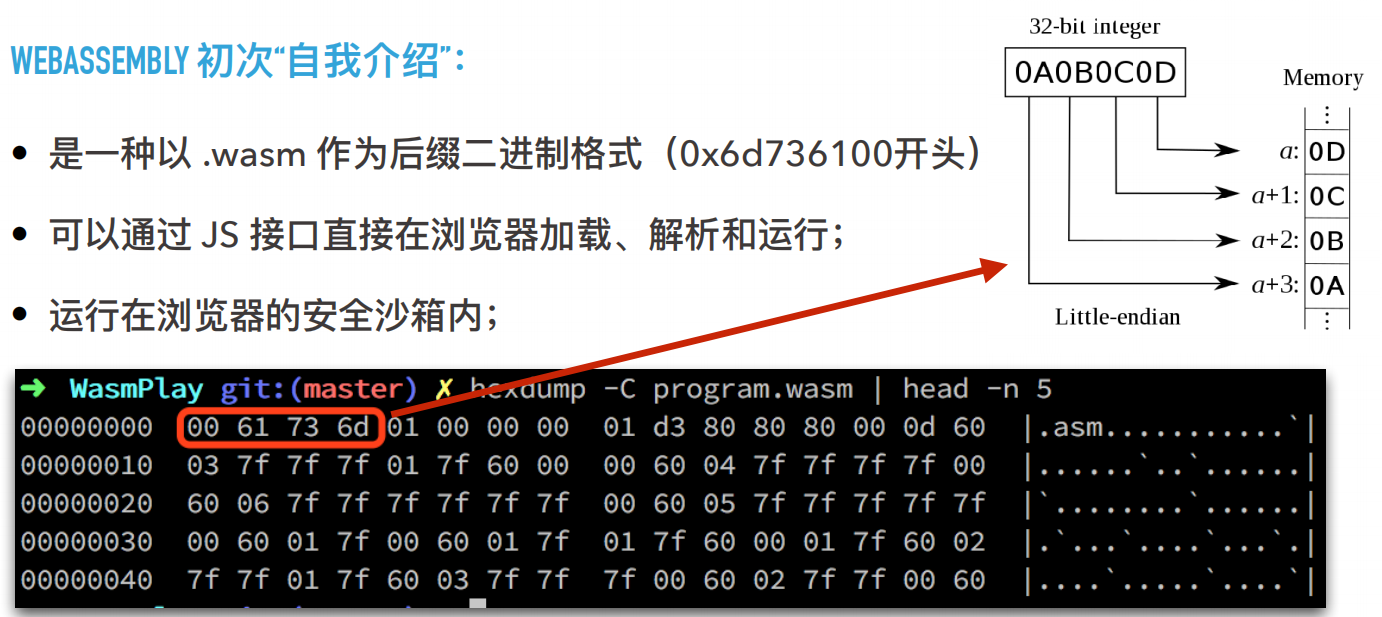 WEBASSEMBLY 初次“自我介绍”：
是一种以 .wasm 作为后缀二进制格式（0x6d736100开头）
可以通过 JS 接口直接在浏览器加载、解析和运行；
运行在浏览器的安全沙箱内；
32-bit integer
0A0B0C0D
Memory
a: 0D
a+1: 0C
a+2: 0B
a+3: 0A
Little-endian
➜ WasmPlay git:(master) ✗ hexdump -C program.wasm | head -n 5
00000000 00 61 73 6d 01 00 00 00 01 d3 80 80 80 00 0d 60 |.asm...........`|
00000010 03 7f 7f 7f 01 7f 60 00 00 60 04 7f 7f 7f 7f 00 |......`..`......|
00000020 60 06 7f 7f 7f 7f 7f 7f 00 60 05 7f 7f 7f 7f 7f |`........`......|
00000030 00 60 01 7f 00 60 01 7f 01 7f 60 00 01 7f 60 02 |.`...`....`...`.|
00000040 7f 7f 01 7f 60 03 7f 7f 7f 00 60 02 7f 7f 00 60 |....`.....`....`|